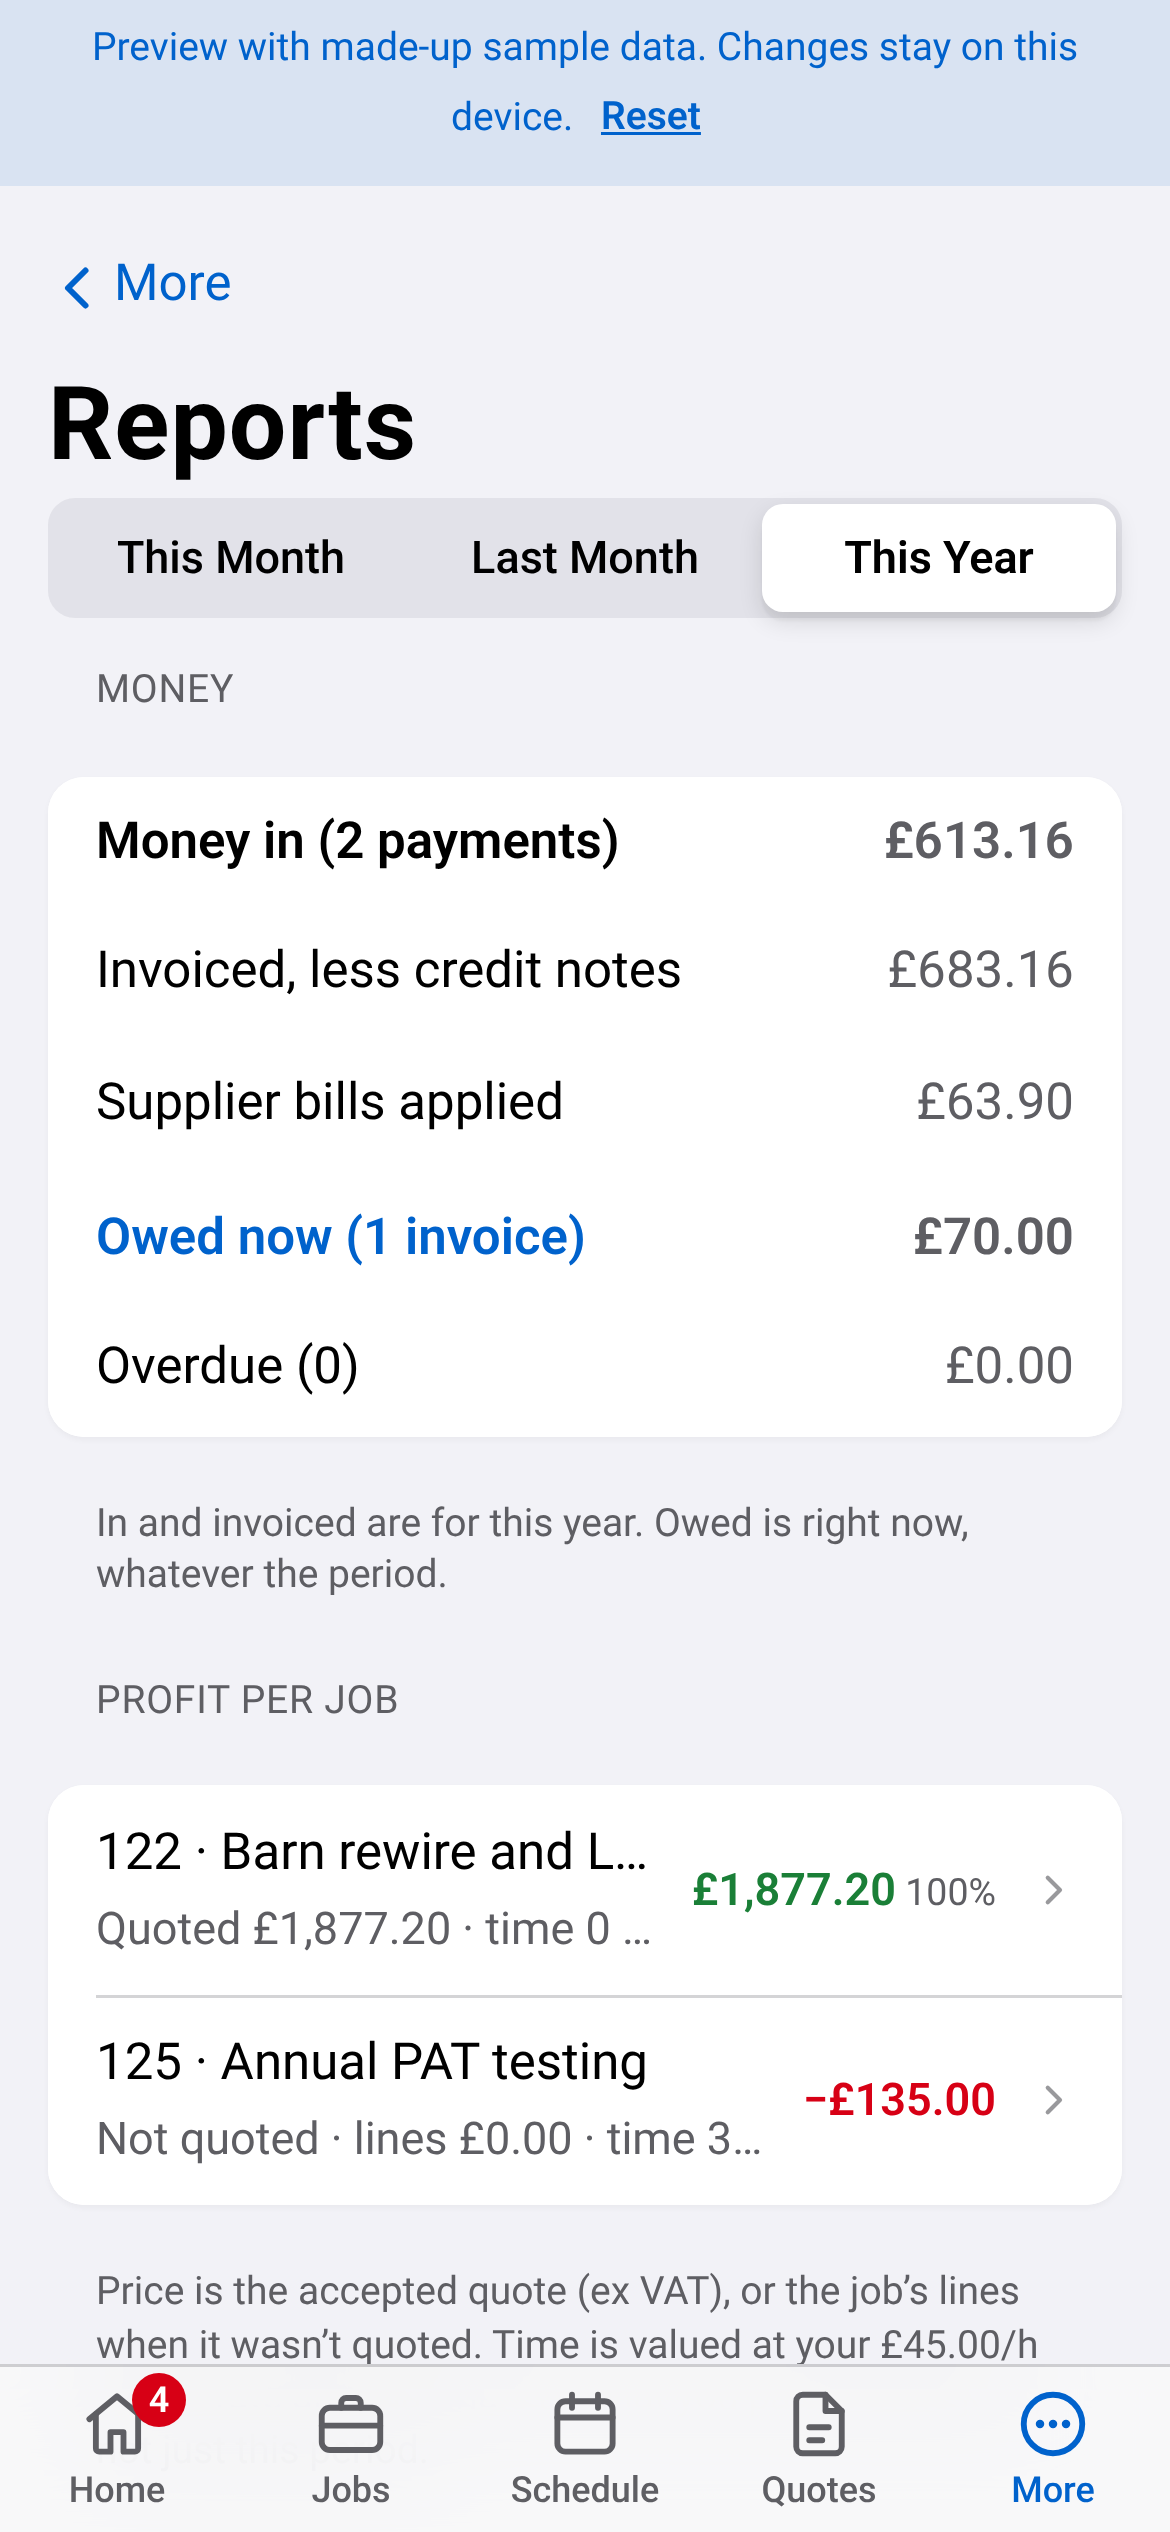 Preview with made-up sample data. Changes stay on this
device. Reset
More
Reports
This Month Last Month This Year
MONEY
Money in (2 payments) £613.16
Invoiced, less credit notes £683.16
Supplier bills applied £63.90
Owed now (1 invoice) £70.00
Overdue (0) £0.00
In and invoiced are for this year. Owed is right now,
whatever the period.
PROFIT PER JOB
122 · Barn rewire and L...
£1,877.20 100%
Quoted £1,877.20 · time 0 ...
125 · Annual PAT testing
−£135.00
Not quoted · lines £0.00 · time 3...
Price is the accepted quote (ex VAT), or the job’s lines
when it wasn’t quoted. Time is valued at your £45.00/h
just this period.
4
Home Jobs Schedule Quotes More